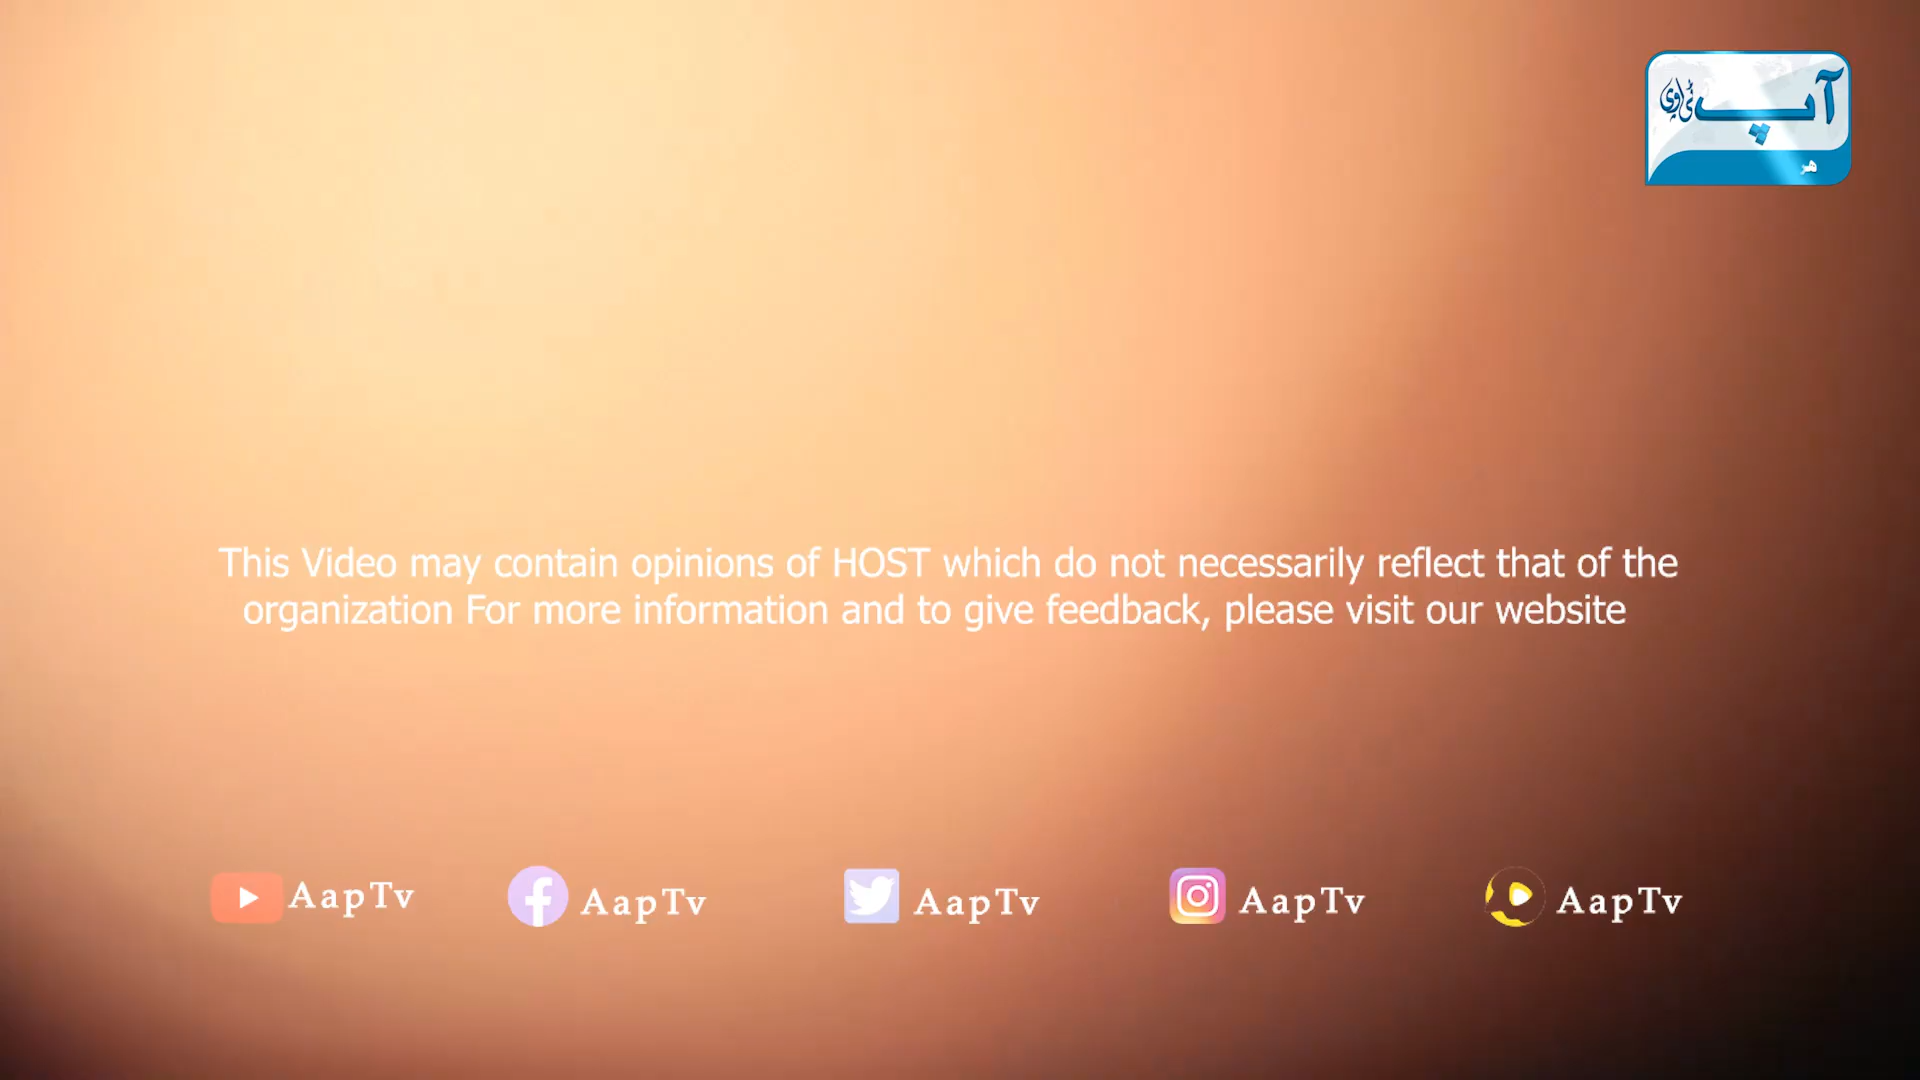 آپ ٹی وی
هر
This Video may contain opinions of HOST which do not necessarily reflect that of the
organization For more information and to give feedback, please visit our website
AapTv AapTv AapTv AapTv AapTv